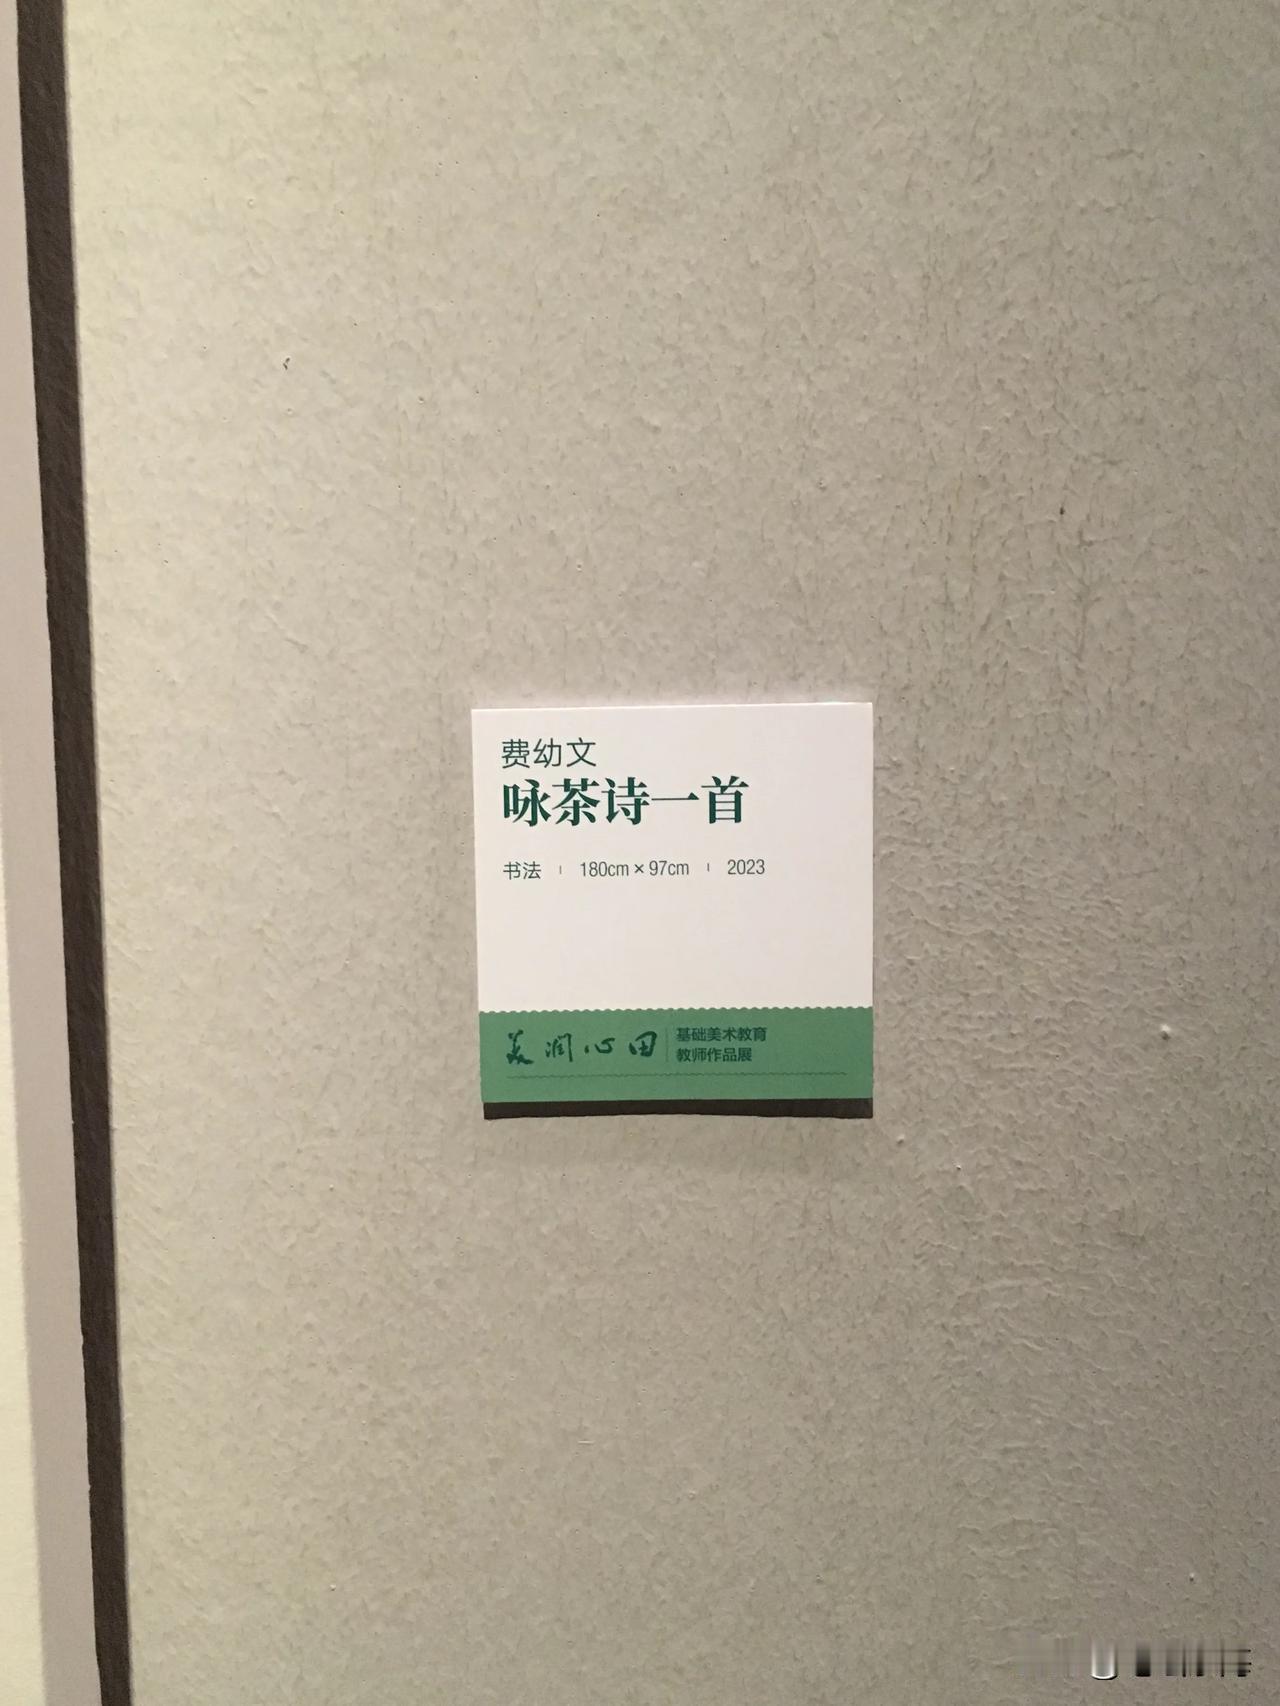 费幼文
咏茶诗一首
书法 | 180cm×97cm | 2023
美润心田 | 基础美术教育
教师作品展